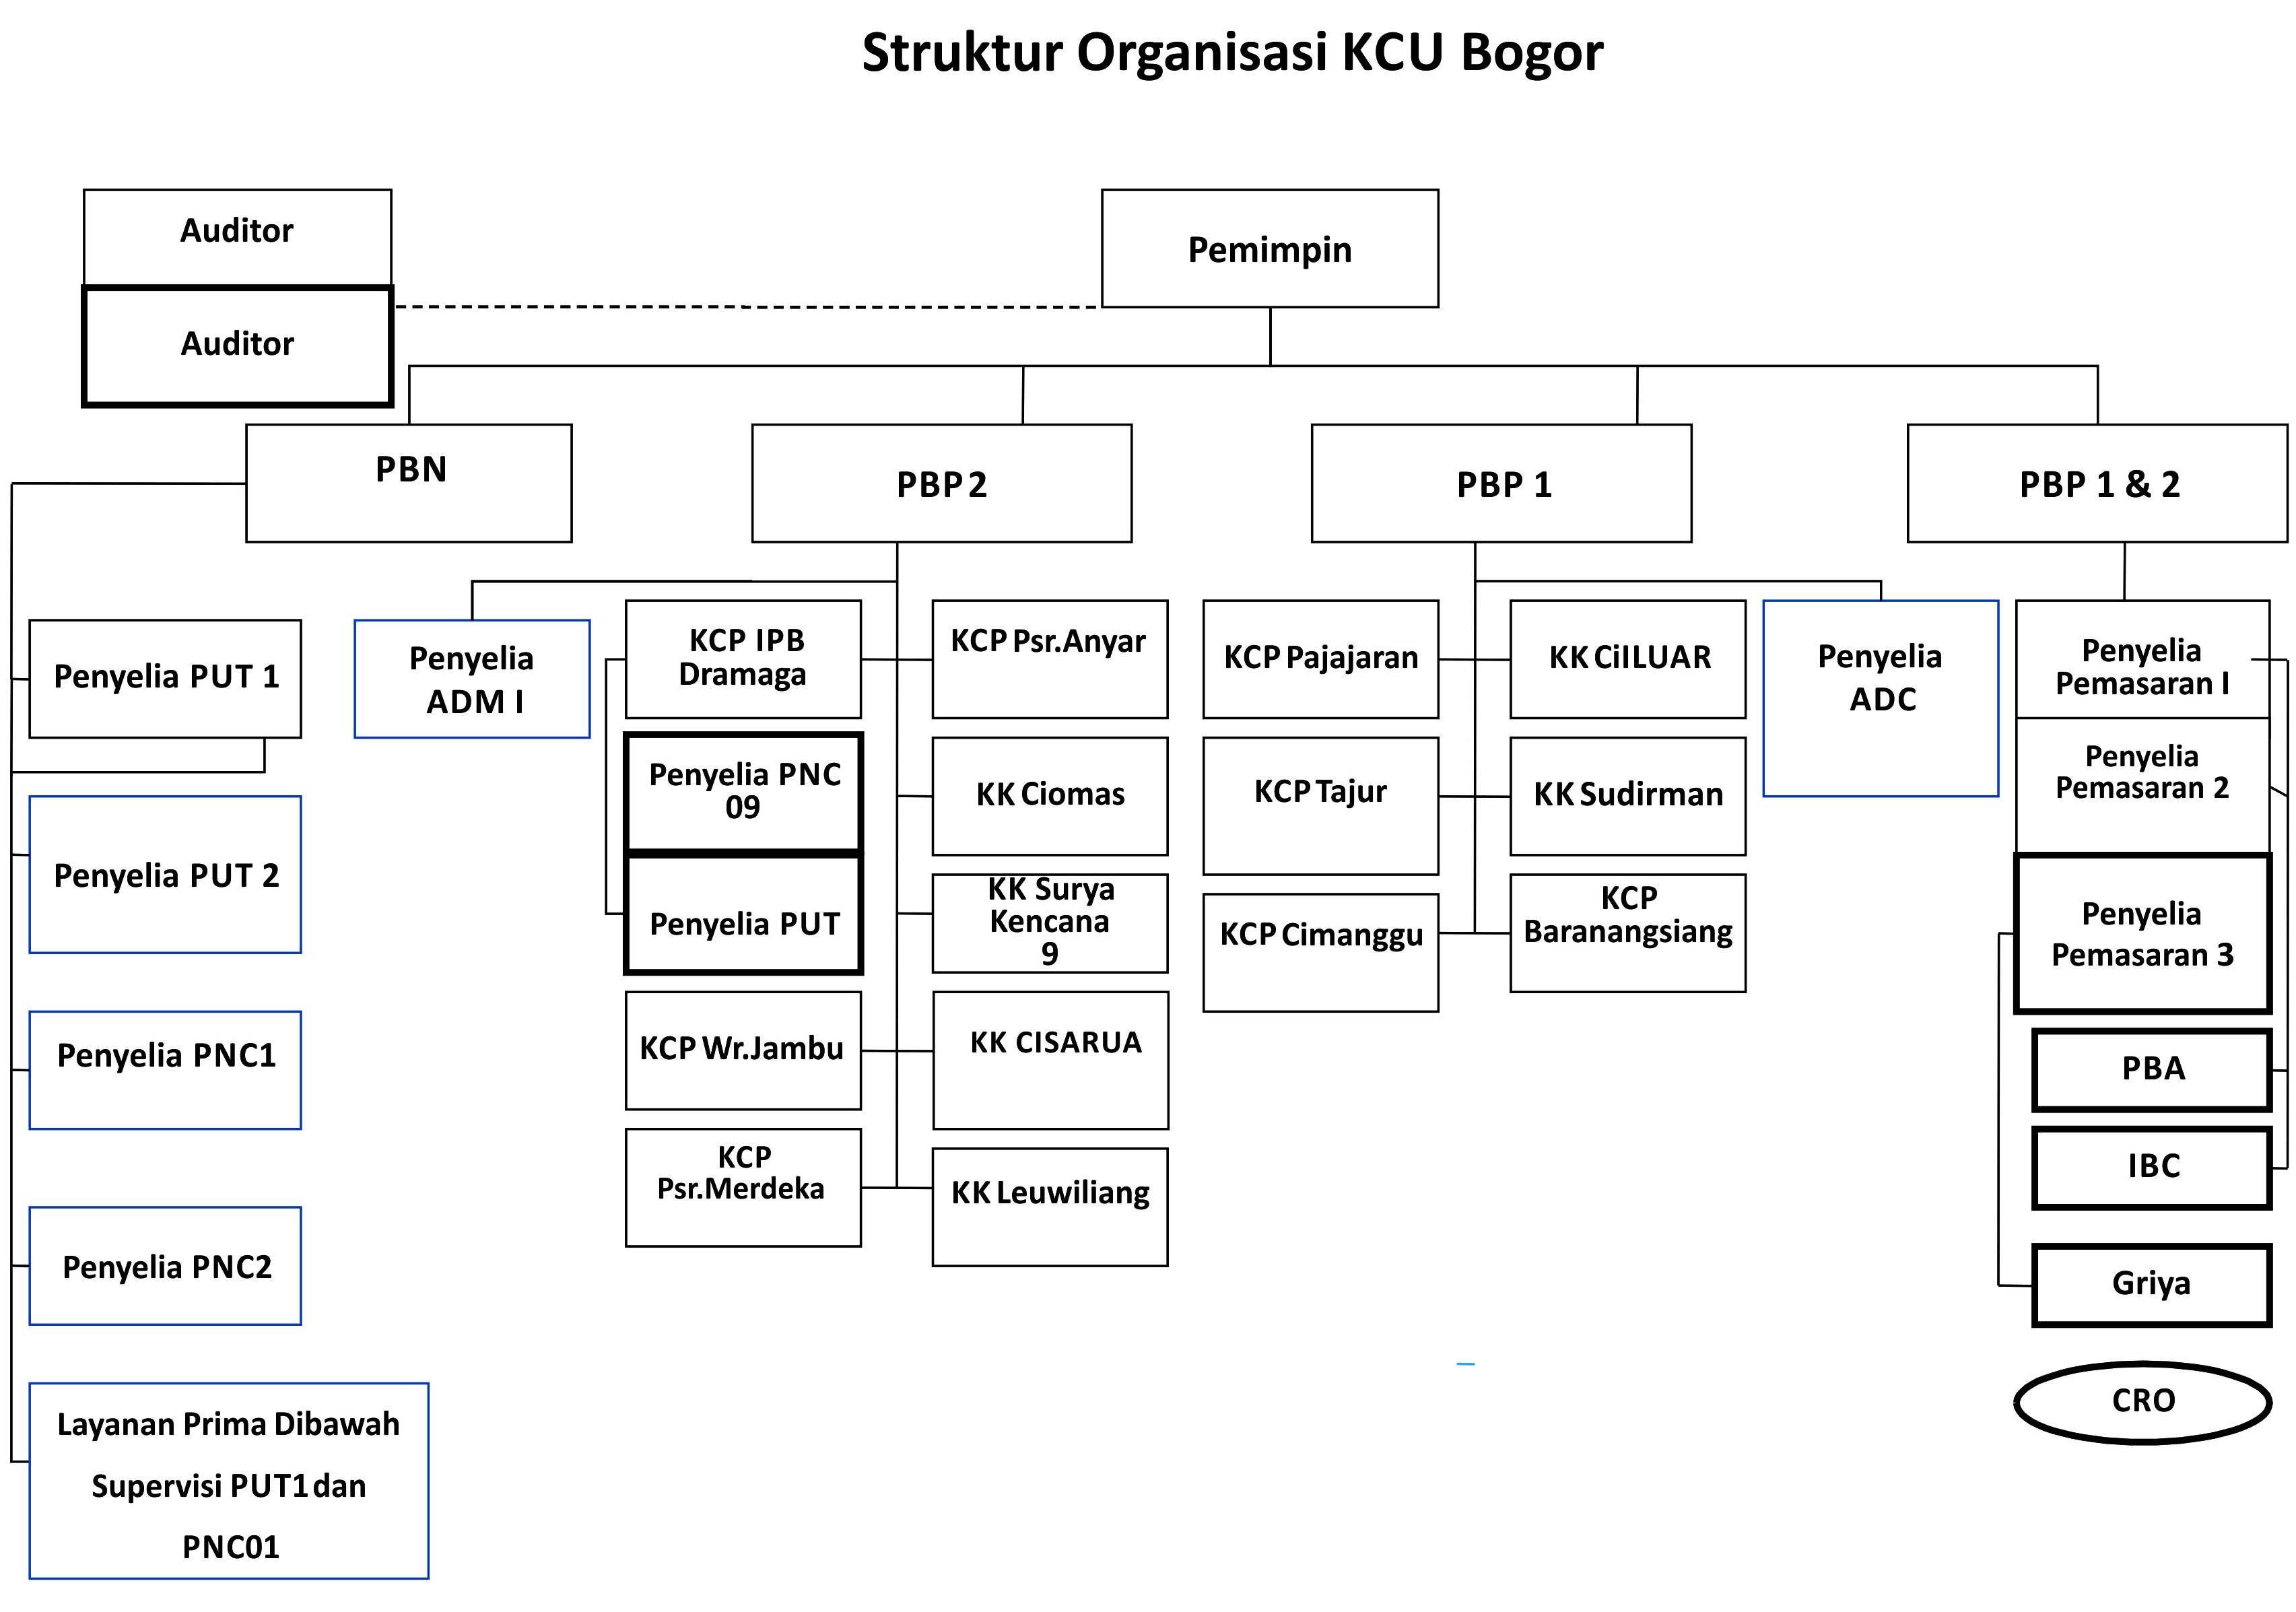 Struktur Organisasi KCU Bogor
Auditor
Pemimpin
Auditor
PBN
PBP 2
PBP 1
PBP 1 & 2
Penyelia PUT 1
Penyelia
ADM I
KCP IPB
Dramaga
KCP Psr.Anyar
KCP Pajajaran
KK CiILUAR
Penyelia
ADC
Penyelia
Pemasaran I
Penyelia PNC
09
KK Ciomas
KCP Tajur
KK Sudirman
Penyelia
Pemasaran 2
Penyelia PUT 2
Penyelia PUT
KK Surya
Kencana
9
KCP Cimanggu
KCP
Baranangsiang
Penyelia
Pemasaran 3
Penyelia PNC1
KCP Wr.Jambu
KK CISARUA
PBA
KCP
Psr.Merdeka
KK Leuwiliang
IBC
Penyelia PNC2
Griya
CRO
Layanan Prima Dibawah
Supervisi PUT1 dan
PNC01